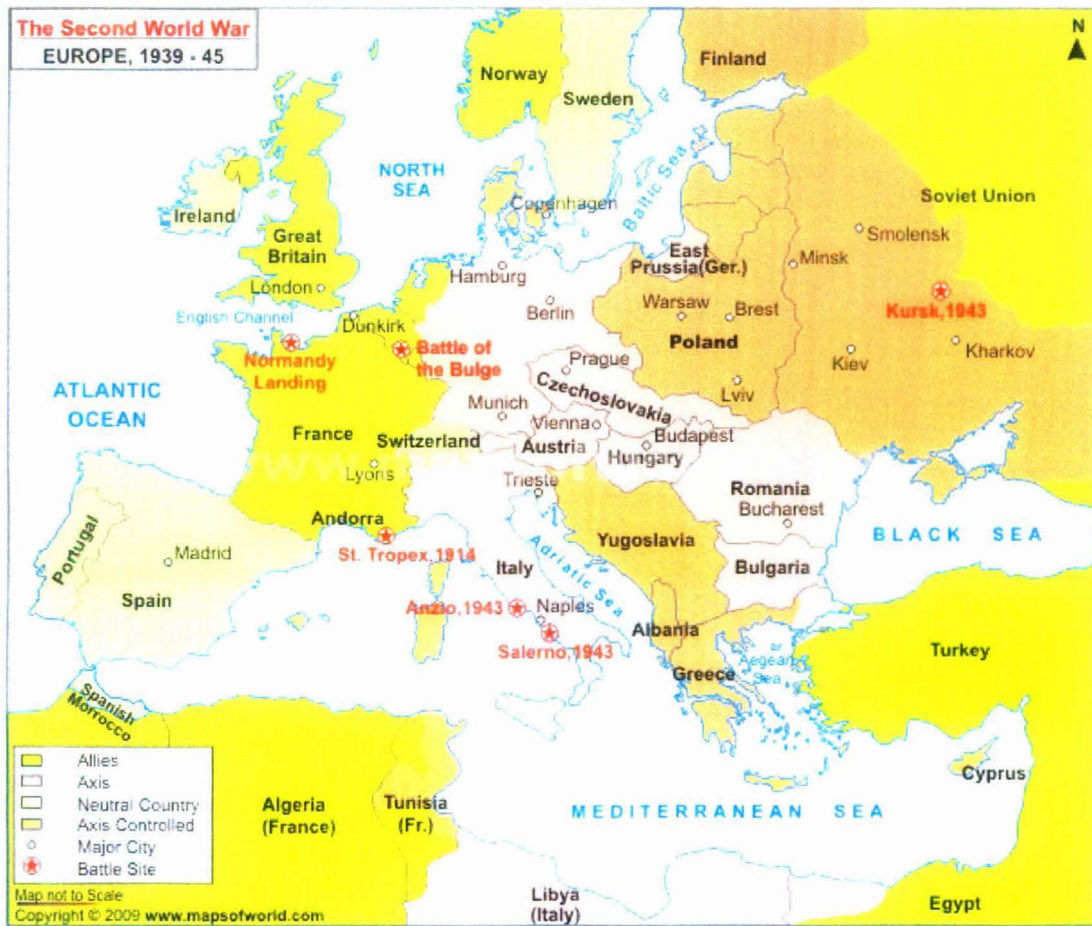 The Second World War
EUROPE, 1939 - 45
N
Norway
Sweden
Finland
NORTH
SEA
Baltic Sea
Soviet Union
Ireland
Great
Britain
Copenhagen
Smolensk
London
Hamburg
East
Prussia(Ger.)
Minsk
English Channel
Dunkirk
Berlin
Warsaw
Brest
Kursk,1943
Normandy
Landing
Battle of
the Bulge
Poland
Kiev
Kharkov
Prague
Czechoslovakia
Lviv
ATLANTIC
OCEAN
Munich
Vienna
France
Switzerland
Austria
Budapest
Hungary
Lyons
Trieste
Romania
Bucharest
Andorra
St. Tropex,1914
Adriatic Sea
Yugoslavia
BLACK SEA
Portugal
Madrid
Spain
Italy
Bulgaria
Anzio,1943
Naples
Salerno,1943
Albania
Greece
Aegean
Sea
Turkey
Spanish
Morrocco
Cyprus
Allies
Axis
Neutral Country
Axis Controlled
Major City
Battle Site
Algeria
(France)
Tunisia
(Fr.)
MEDITERRANEAN SEA
Map not to Scale
Copyright © 2009 www.mapsofworld.com
Libya
(Italy)
Egypt